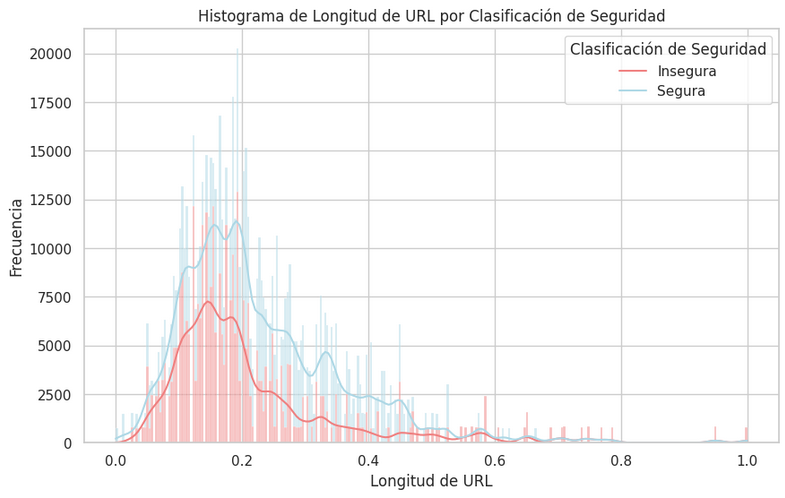 Histograma de Longitud de URL por Clasificación de Seguridad
Clasificación de Seguridad
Insegura
Segura
Frecuencia
20000
17500
15000
12500
10000
7500
5000
2500
0
0.0 0.2 0.4 0.6 0.8 1.0
Longitud de URL